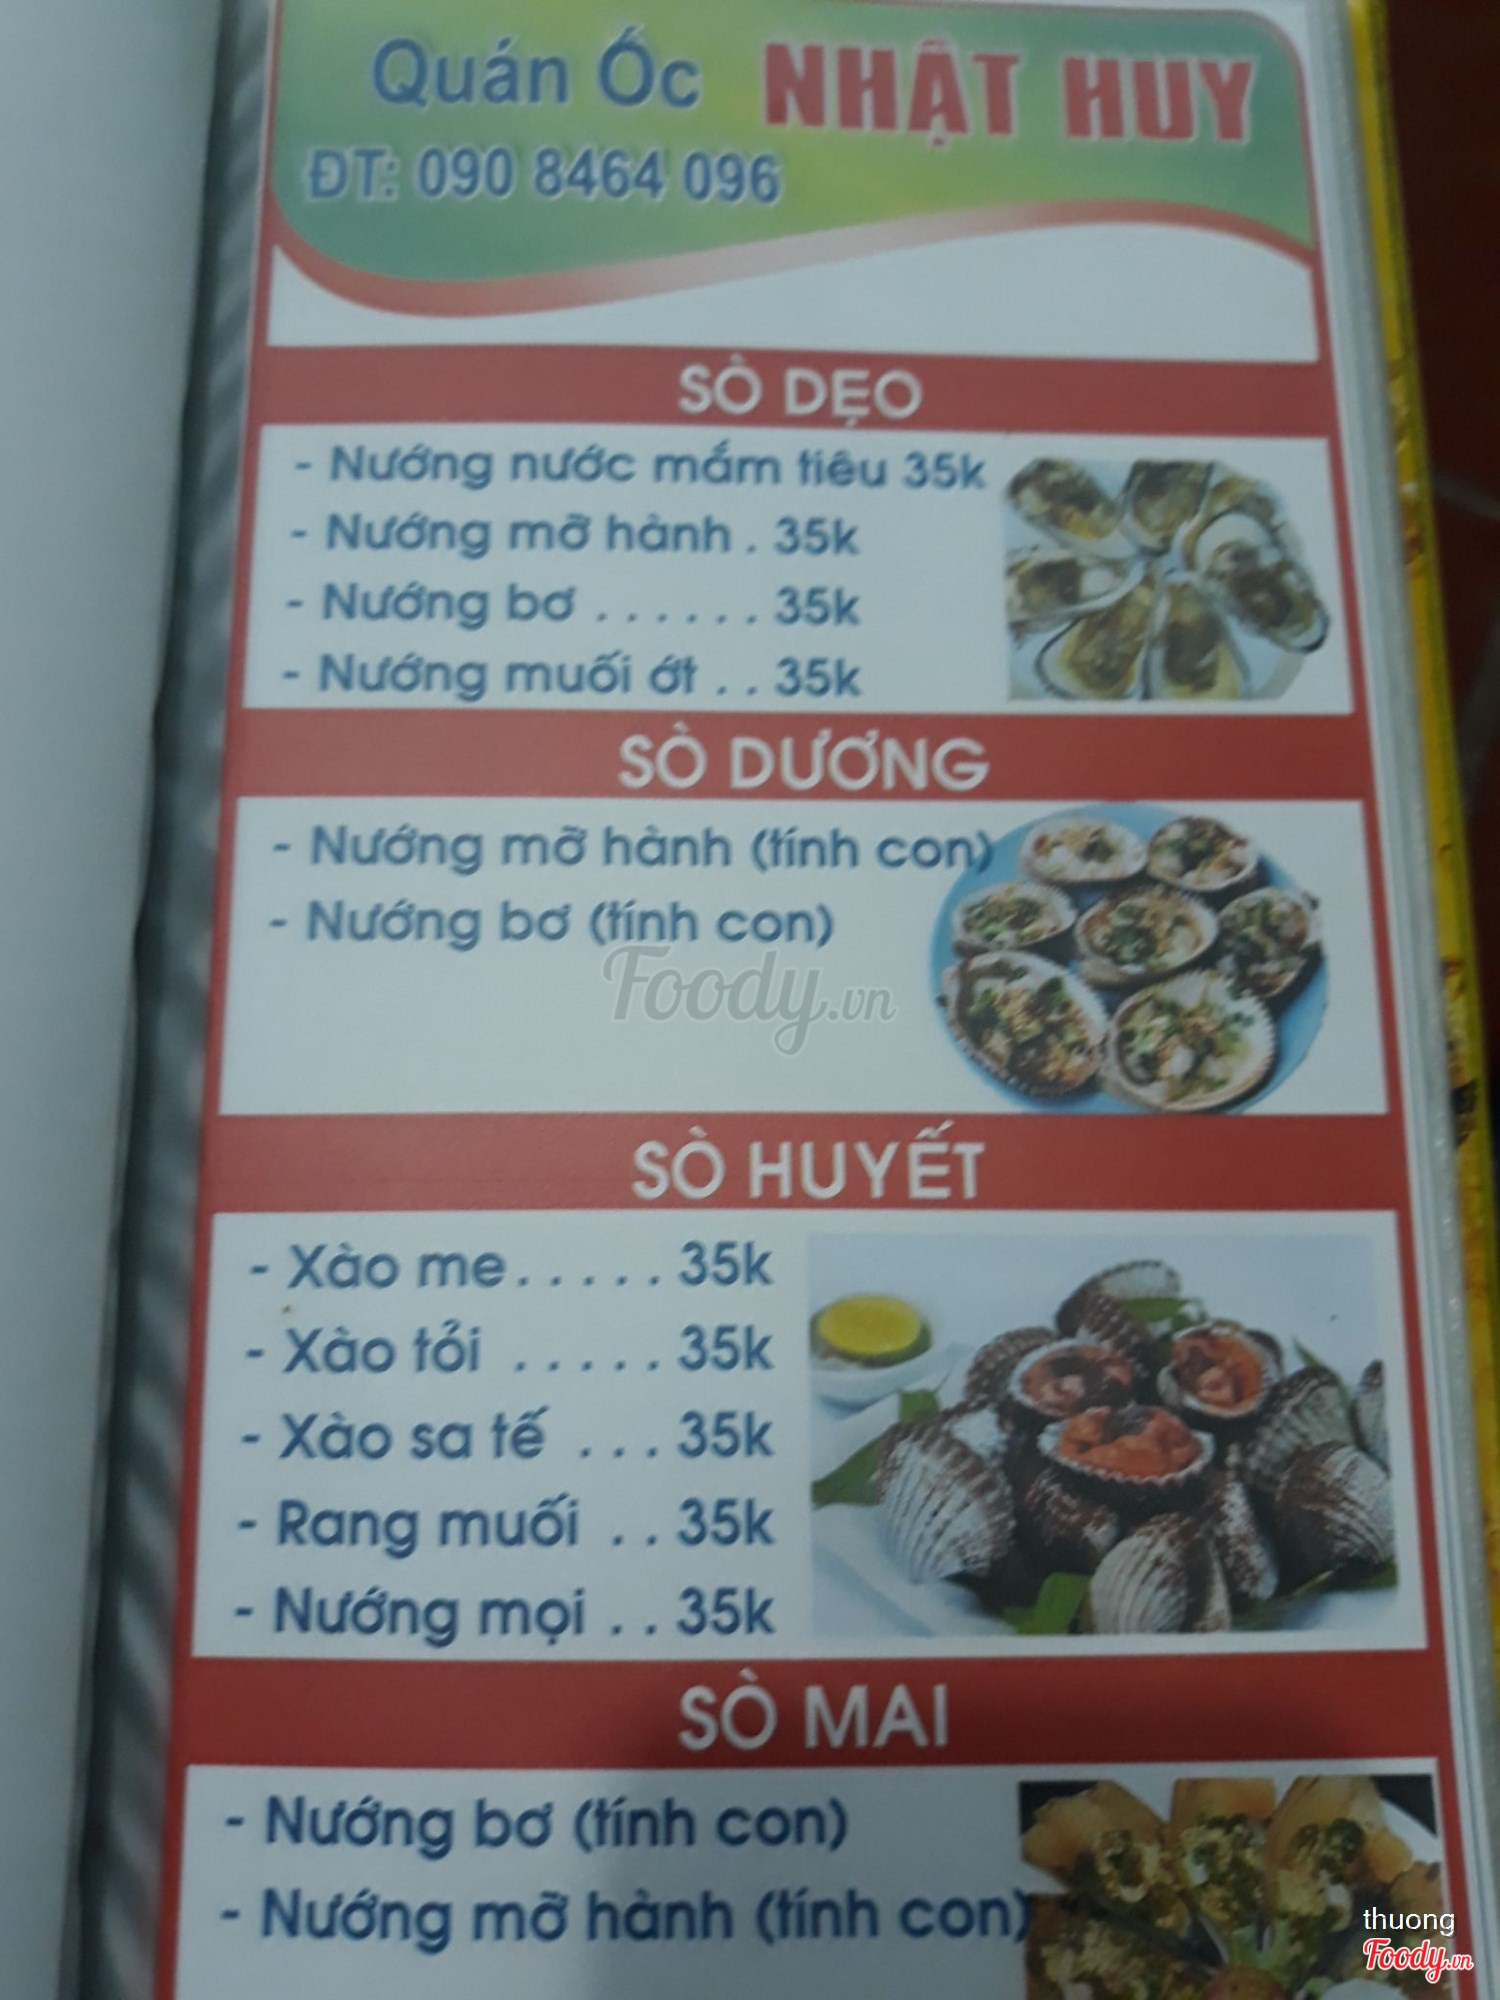 Quán Ốc NHẬT HUY
ĐT: 090 8464 096
SÒ DẸO
- Nướng nước mắm tiêu 35k
- Nướng mỡ hành . 35k
- Nướng bơ . . . . . . 35k
- Nướng muối ớt . . 35k
SÒ DƯƠNG
- Nướng mỡ hành (tính con)
- Nướng bơ (tính con)
Foody.vn
SÒ HUYẾT
- Xào me . . . . . 35k
- Xào tỏi . . . . . 35k
- Xào sa tế . . . 35k
- Rang muối . . 35k
- Nướng mọi . . 35k
SÒ MAI
- Nướng bơ (tính con)
- Nướng mỡ hành (tính con)
thuong
Foody.vn